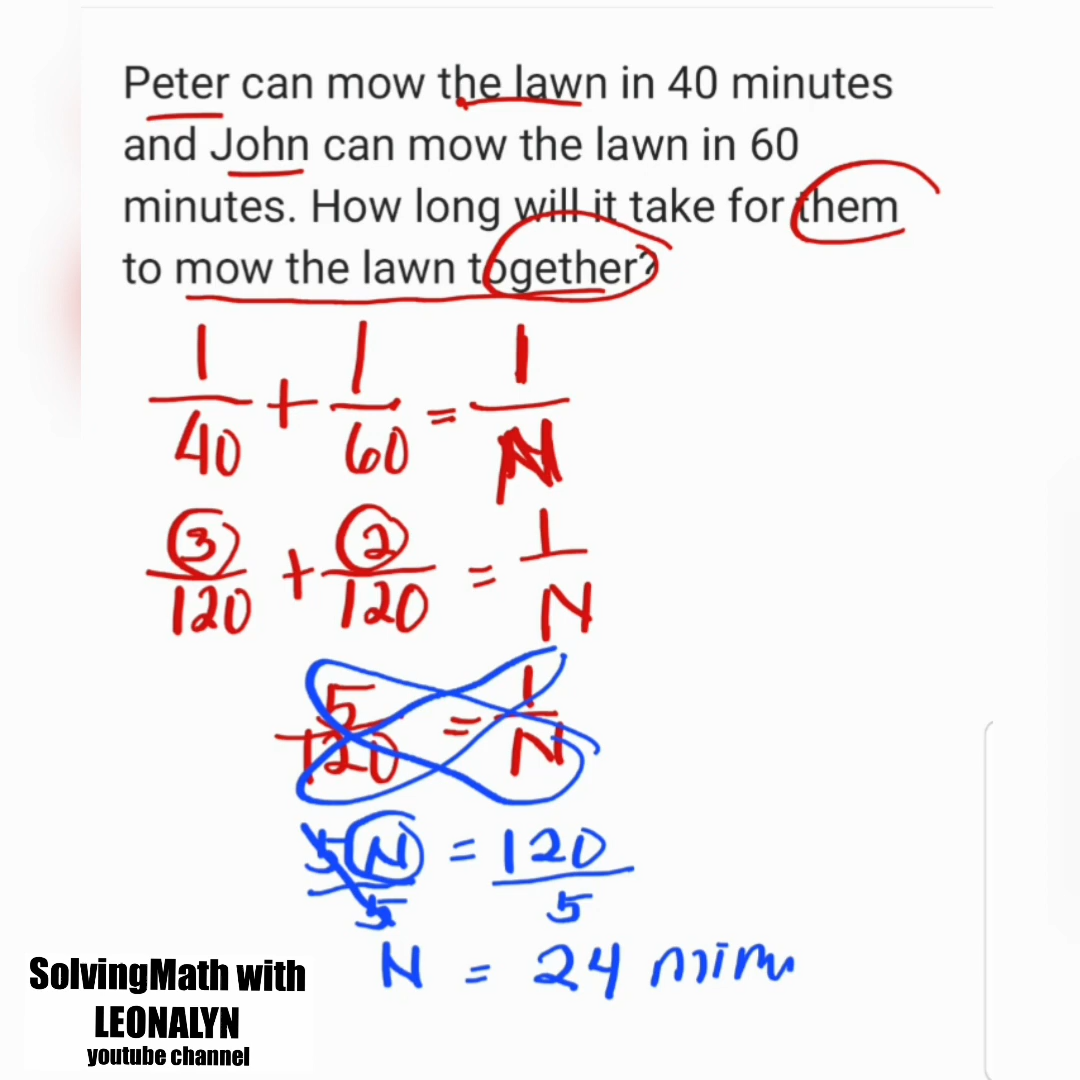 Peter can mow the lawn in 40 minutes
and John can mow the lawn in 60
minutes. How long will it take for them
to mow the lawn together?
1/40 + 1/60 = 1/N
3/120 + 2/120 = 1/N
5/120 = 1/N
5N/5 = 120/5
N = 24 min
SolvingMath with
LEONALYN
youtube channel